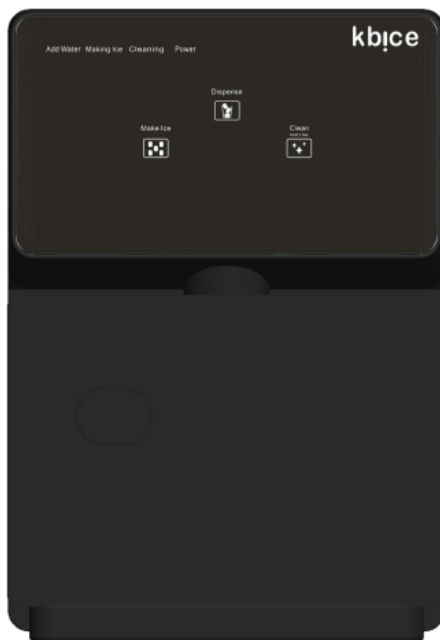 kbice
Add Water Making Ice Cleaning Power
Dispense
Make Ice
Clean